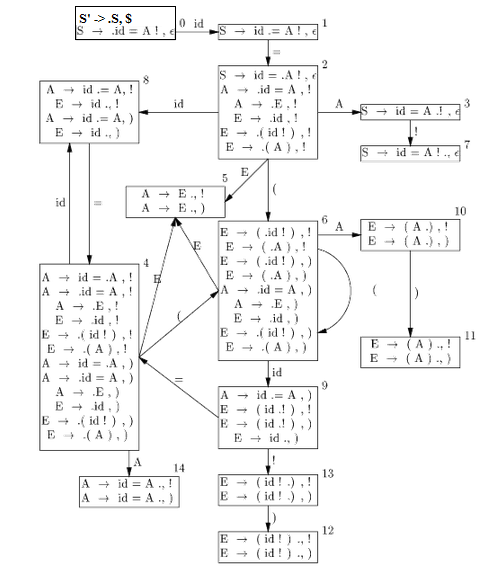 S' -> .S, $
S → .id = A ! , ϵ
0
id
1
S → id .= A ! , ϵ
=
2
S → id = .A ! , ϵ
A → .id = A , !
A → .E , !
E → .id , !
E → .( id ! ) , !
E → .( A ) , !
8
A → id .= A, !
E → id ., !
A → id .= A, )
E → id ., )
id
A
3
S → id = A .! , ϵ
!
7
S → id = A ! ., ϵ
E
(
5
A → E ., !
A → E ., )
id
=
6
E → ( .id ! ) , !
E → ( .A ) , !
E → ( .id ! ) , )
E → ( .A ) , )
A → .id = A , )
A → .E , )
E → .id , )
E → .( id ! ) , )
E → .( A ) , )
A
10
E → ( A .) , !
E → ( A .) , )
(
)
11
E → ( A ) ., !
E → ( A ) ., )
4
A → id = .A , !
A → .id = A , !
A → .E , !
E → .id , !
E → .( id ! ) , !
E → .( A ) , !
A → id = .A , )
A → .id = A , )
A → .E , )
E → .id , )
E → .( id ! ) , )
E → .( A ) , )
E
E
(
=
id
9
A → id .= A , )
E → ( id .! ) , !
E → ( id .! ) , )
E → id ., )
A
14
A → id = A ., !
A → id = A ., )
!
13
E → ( id ! .) , !
E → ( id ! .) , )
)
12
E → ( id ! ) ., !
E → ( id ! ) ., )